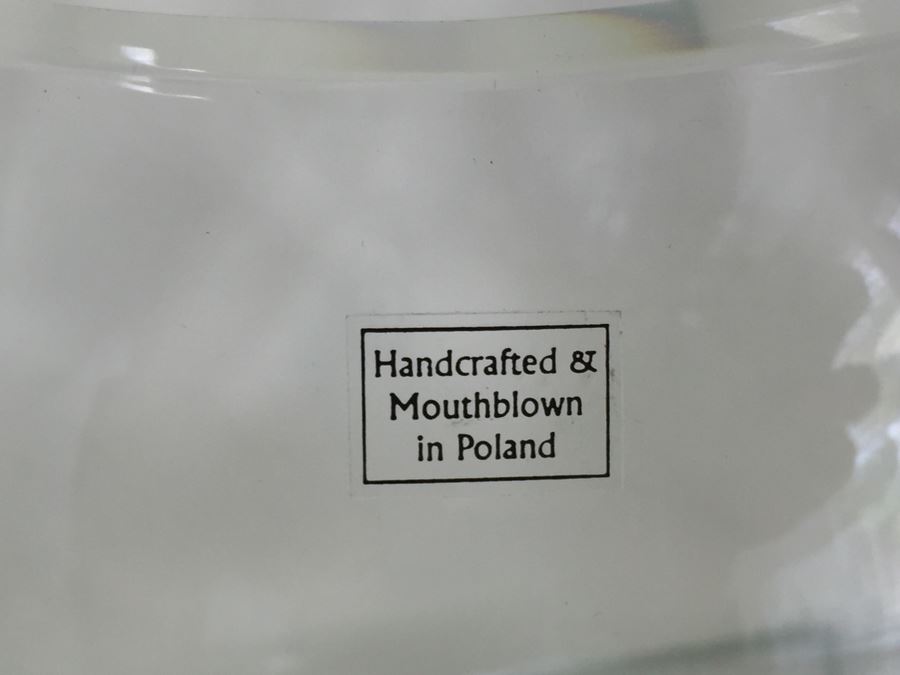 Handcrafted &
Mouthblown
in Poland